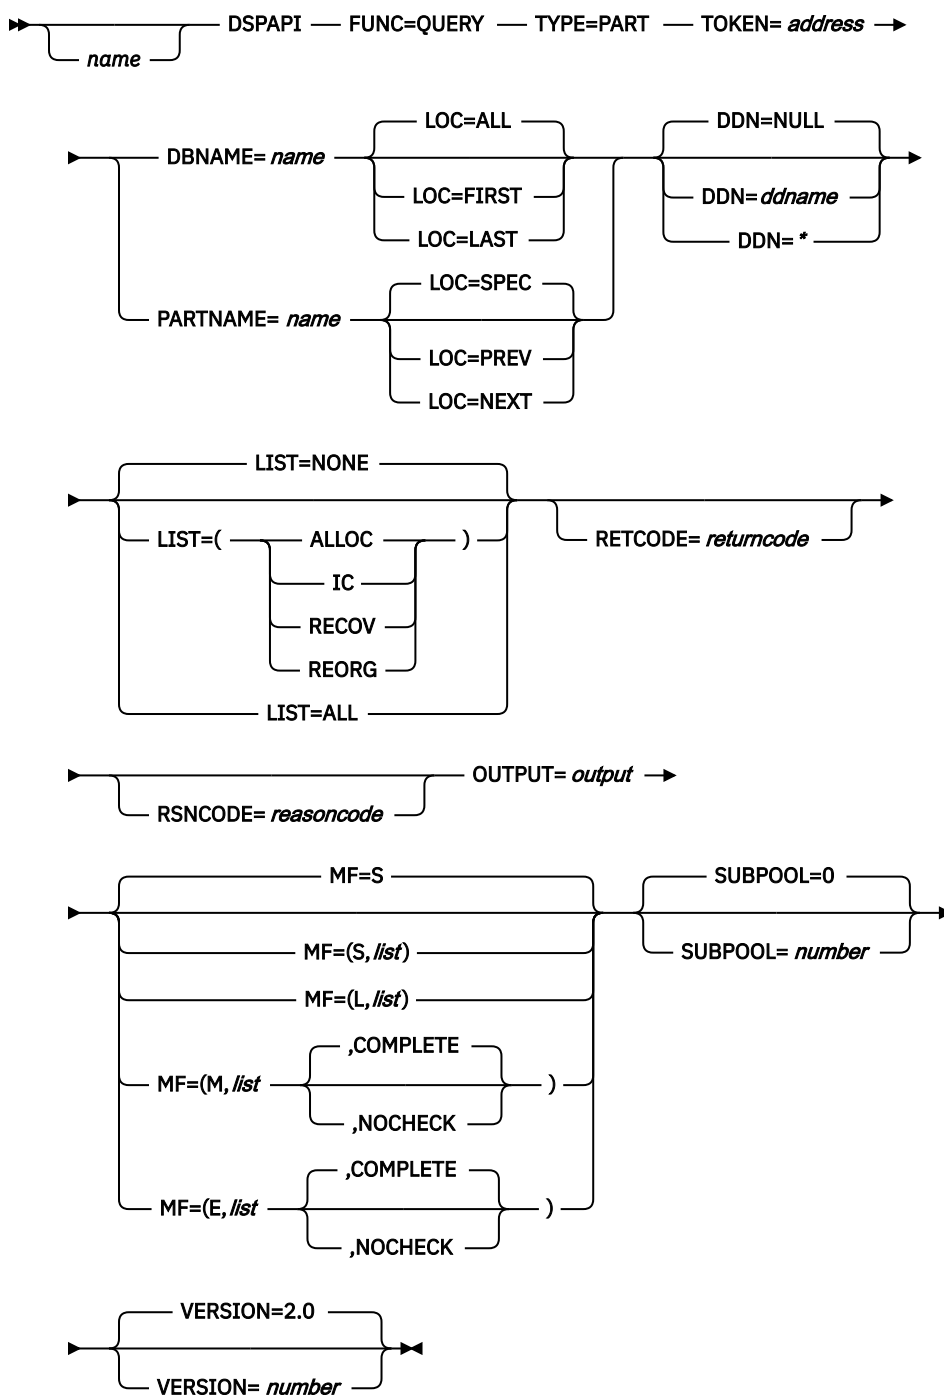 DSPAPI FUNC=QUERY TYPE=PART TOKEN= address
name
LOC=ALL DDN=NULL
DBNAME= name
LOC=FIRST DDN=ddname
LOC=LAST DDN= *
LOC=SPEC
PARTNAME= name
LOC=PREV
LOC=NEXT
LIST=NONE
LIST=( ALLOC ) RETCODE= returncode
IC
RECOV
REORG
LIST=ALL
OUTPUT= output
RSNCODE= reasoncode
MF=S SUBPOOL=0
MF=(S,list) SUBPOOL= number
MF=(L,list)
,COMPLETE
MF=(M,list )
,NOCHECK
,COMPLETE
MF=(E,list )
,NOCHECK
VERSION=2.0
VERSION= number